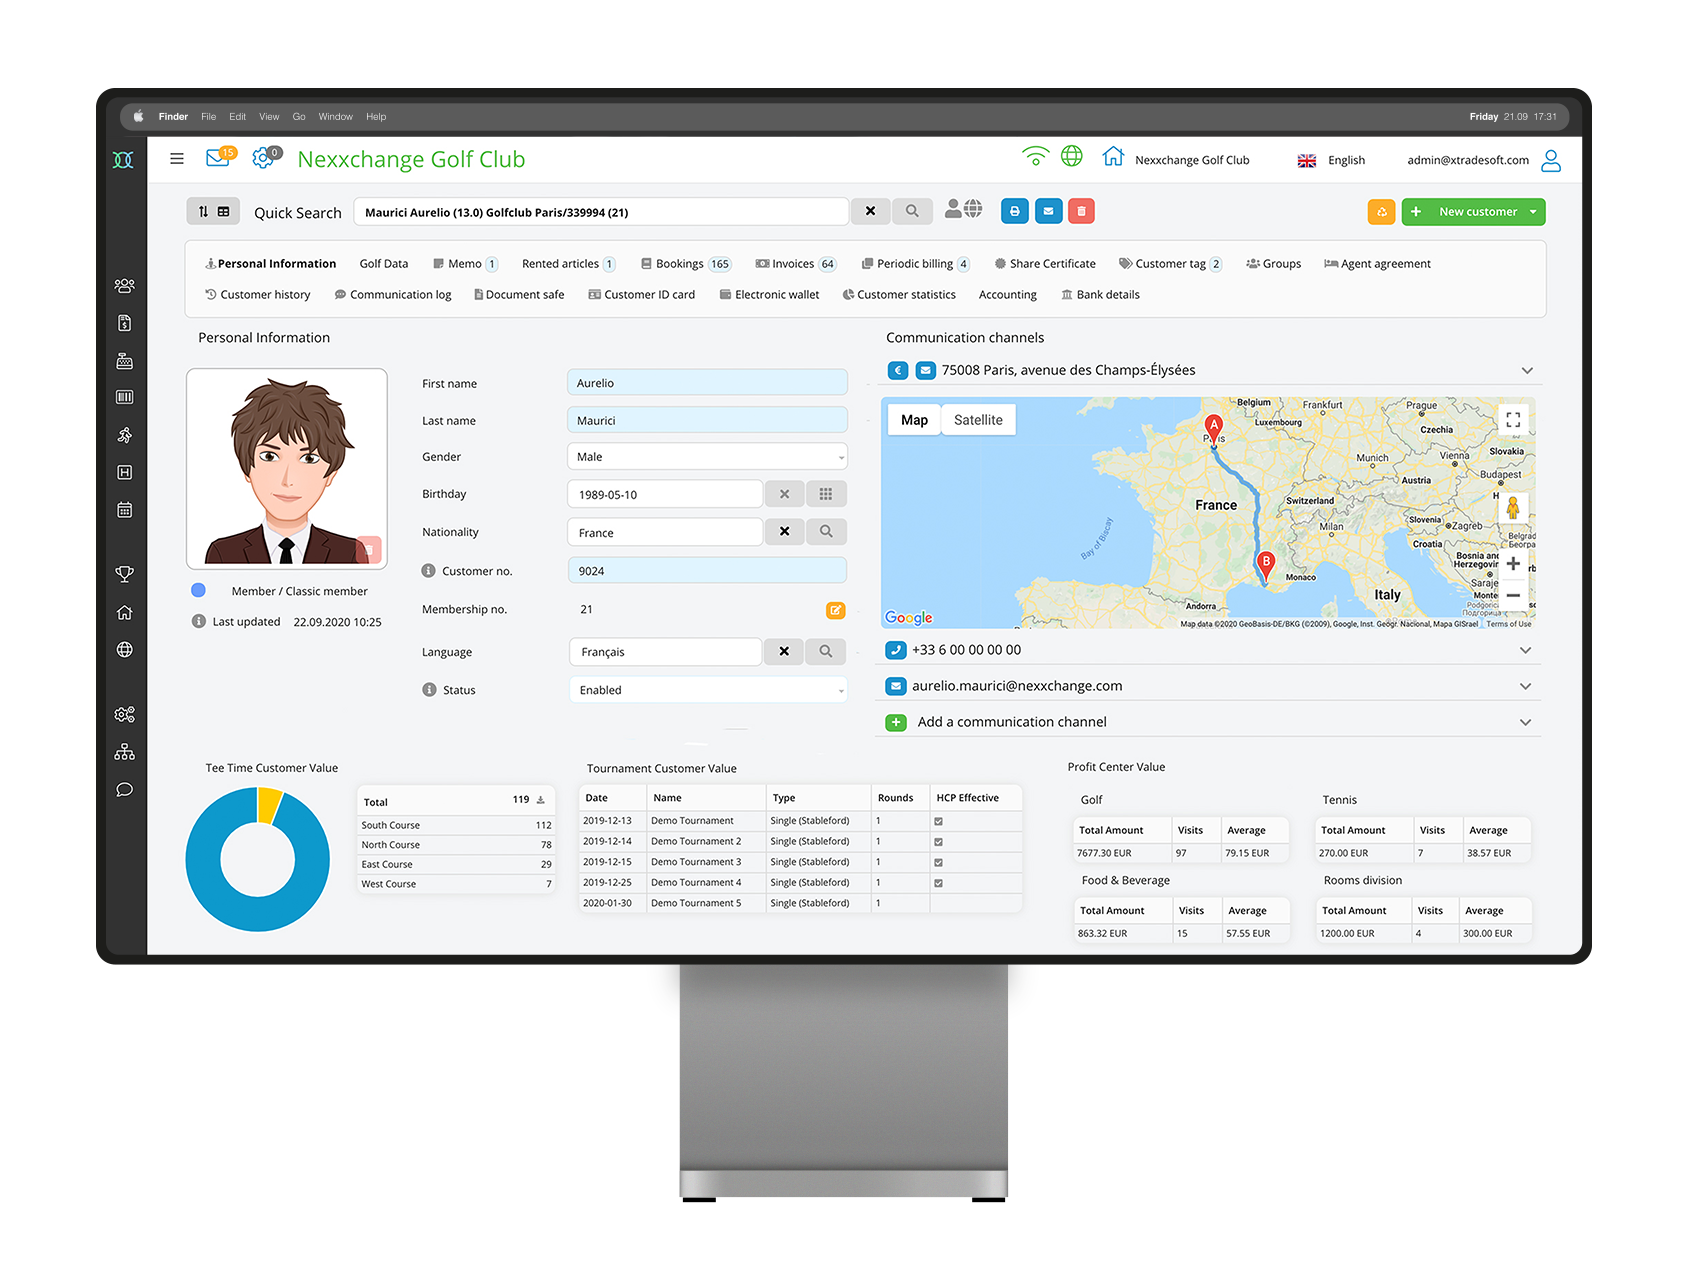 Finder File Edit View Go Window Help
Friday 21.09 17:31
15 0 Nexxchange Golf Club
Nexxchange Golf Club English admin@xtradesoft.com
Quick Search Maurici Aurelio (13.0) Golfclub Paris/339994 (21)
+ New customer
Personal Information Golf Data Memo 1 Rented articles 1 Bookings 165 Invoices 64 Periodic billing 4 Share Certificate Customer tag 2 Groups Agent agreement
Customer history Communication log Document safe Customer ID card Electronic wallet Customer statistics Accounting Bank details
Personal Information
First name Aurelio
Last name Maurici
Gender Male
Birthday 1989-05-10
Nationality France
Customer no. 9024
Membership no. 21
Language Français
Status Enabled
Member / Classic member
Last updated 22.09.2020 10:25
Communication channels
€ 75008 Paris, avenue des Champs-Élysées
Map Satellite
Belgium Frankfurt Prague
Luxembourg Czechia
A
Paris
Munich Vienna Slovakia
Budapest
Austria
France Switzerland
Milan Slovenia Zagreb
Bay of Biscay
Croatia Belgrad
Bosnia and
Herzegovin
B
Monaco Saraje
Italy Monte
Andorra
Google Map data ©2020 GeoBasis-DE/BKG (©2009), Google, Inst. Geogr. Nacional, Mapa GISrael Terms of Use
+33 6 00 00 00 00
aurelio.maurici@nexxchange.com
+ Add a communication channel
Tee Time Customer Value
Total 119
South Course 112
North Course 78
East Course 29
West Course 7
Tournament Customer Value
Date Name Type Rounds HCP Effective
2019-12-13 Demo Tournament Single (Stableford) 1
2019-12-14 Demo Tournament 2 Single (Stableford) 1
2019-12-15 Demo Tournament 3 Single (Stableford) 1
2019-12-25 Demo Tournament 4 Single (Stableford) 1
2020-01-30 Demo Tournament 5 Single (Stableford) 1
Profit Center Value
Golf
Total Amount Visits Average
7677.30 EUR 97 79.15 EUR
Tennis
Total Amount Visits Average
270.00 EUR 7 38.57 EUR
Food & Beverage
Total Amount Visits Average
863.32 EUR 15 57.55 EUR
Rooms division
Total Amount Visits Average
1200.00 EUR 4 300.00 EUR